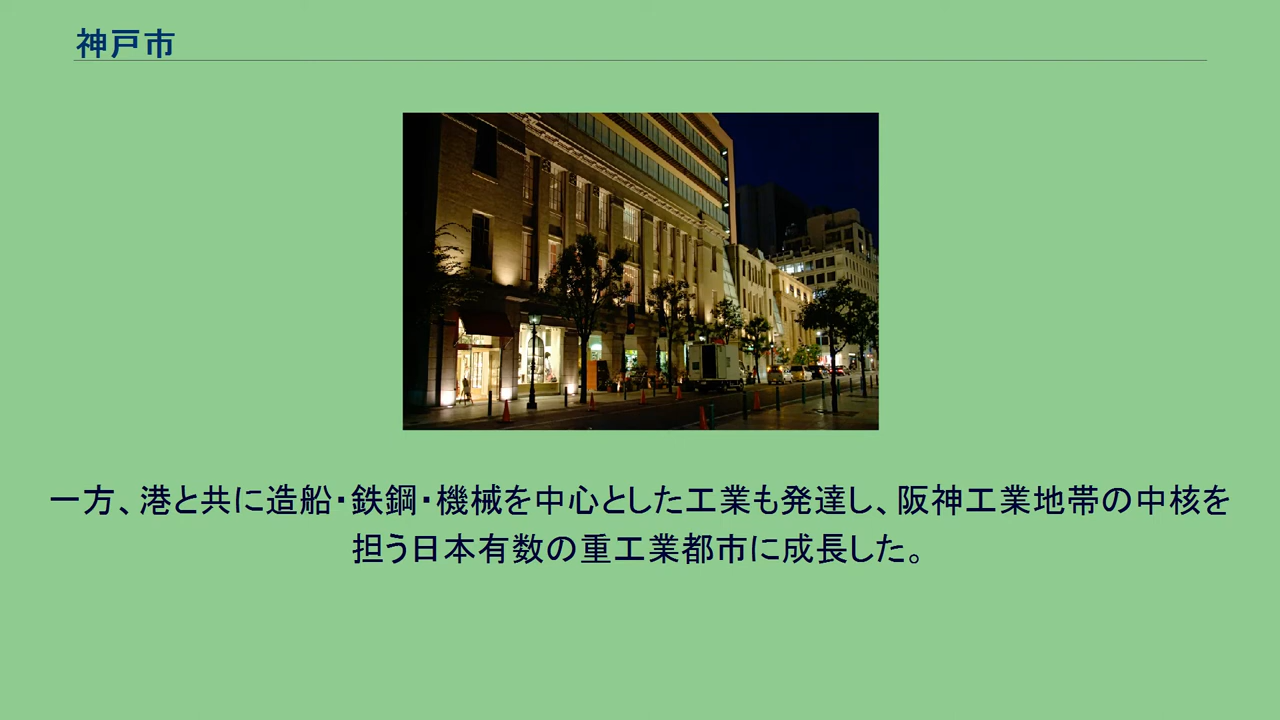 神戸市
一方、港と共に造船・鉄鋼・機械を中心とした工業も発達し、阪神工業地帯の中核を
担う日本有数の重工業都市に成長した。